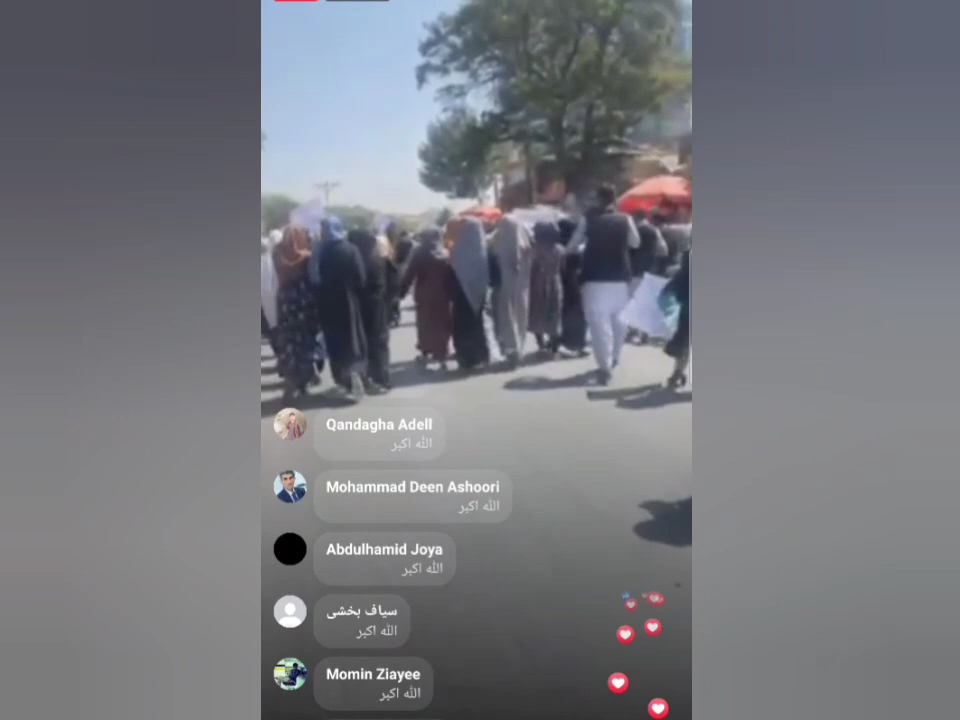 Qandagha Adell
الله اکبر
Mohammad Deen Ashoori
الله اکبر
Abdulhamid Joya
الله اکبر
سیاف بخشی
الله اکبر
Momin Ziayee
الله اکبر